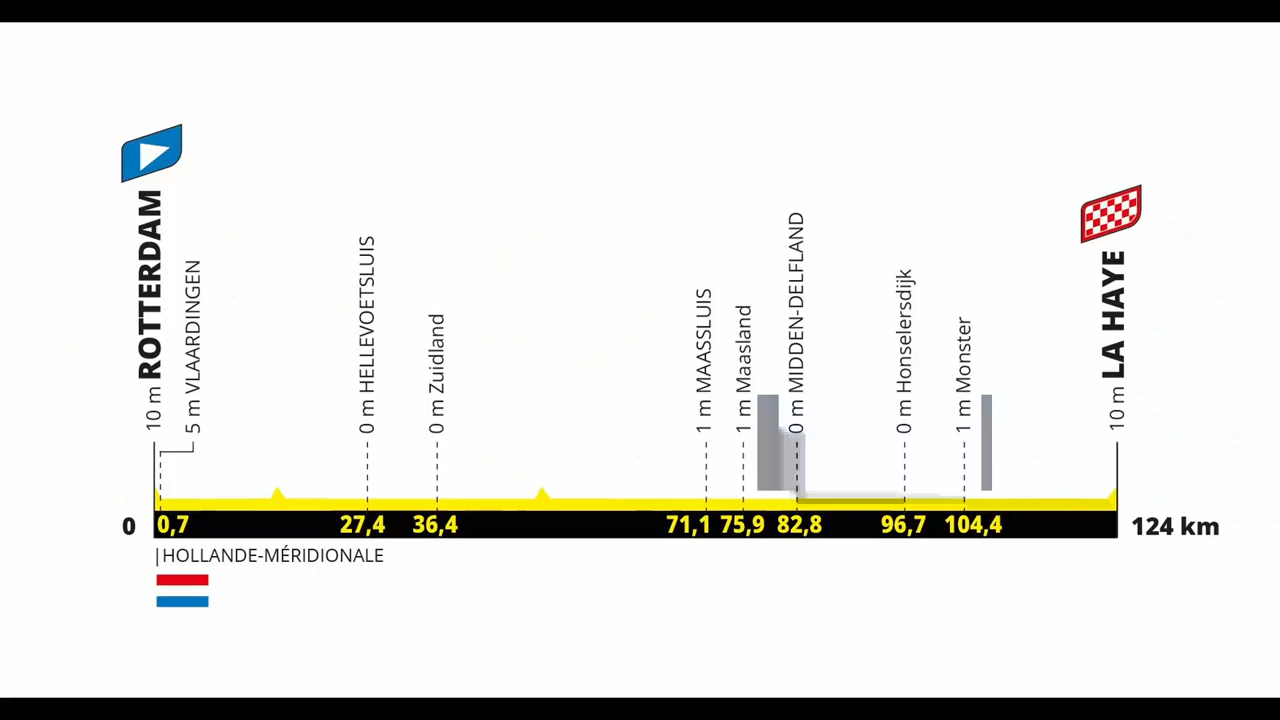 10 m ROTTERDAM
5 m VLAARDINGEN
0 m HELLEVOETSLUIS
0 m Zuidland
1 m MAASSLUIS
1 m Maasland
0 m MIDDEN-DELFLAND
0 m Honselersdijk
1 m Monster
10 m LA HAYE
0
0,7
27,4
36,4
71,1
75,9
82,8
96,7
104,4
124 km
HOLLANDE-MÉRIDIONALE